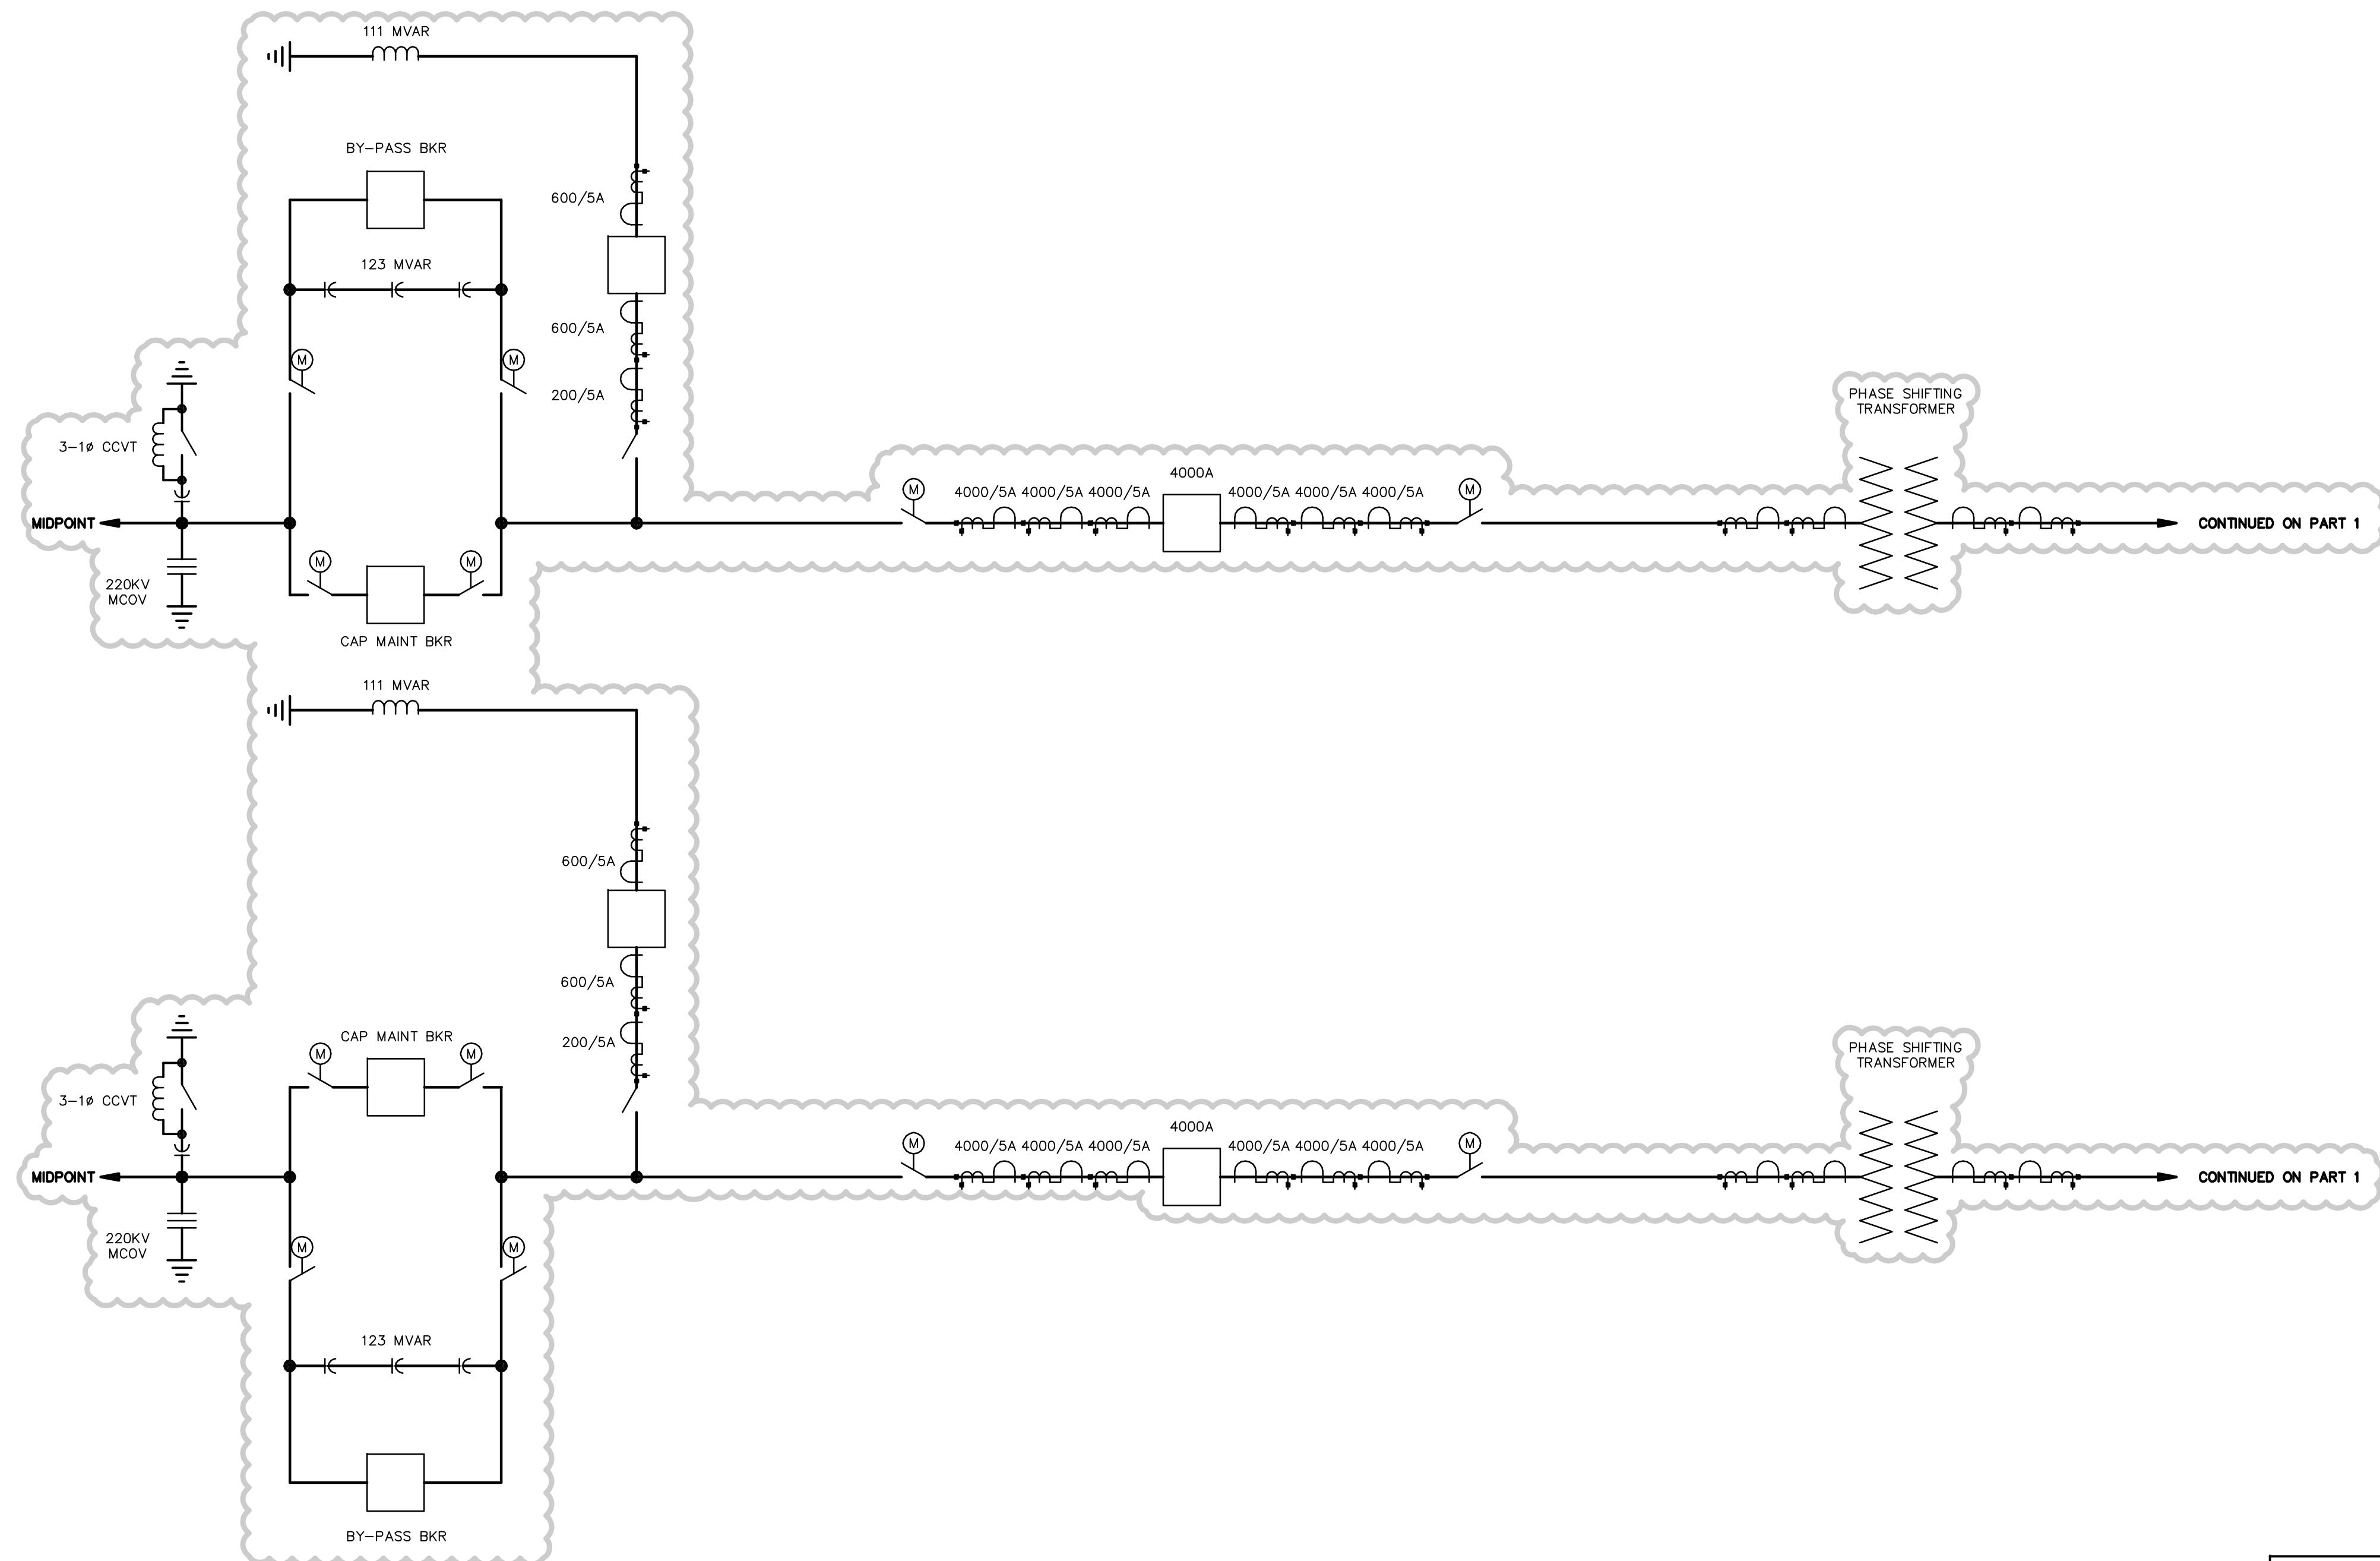 111 MVAR
BY-PASS BKR
600/5A
123 MVAR
600/5A
M
M
200/5A
PHASE SHIFTING
TRANSFORMER
3-1ø CCVT
4000A
M
4000/5A 4000/5A 4000/5A
4000/5A 4000/5A 4000/5A
M
MIDPOINT
CONTINUED ON PART 1
M
M
220KV
MCOV
CAP MAINT BKR
111 MVAR
600/5A
600/5A
CAP MAINT BKR
200/5A
M
M
PHASE SHIFTING
TRANSFORMER
3-1ø CCVT
4000A
M
4000/5A 4000/5A 4000/5A
4000/5A 4000/5A 4000/5A
M
MIDPOINT
CONTINUED ON PART 1
220KV
MCOV
M
M
123 MVAR
BY-PASS BKR